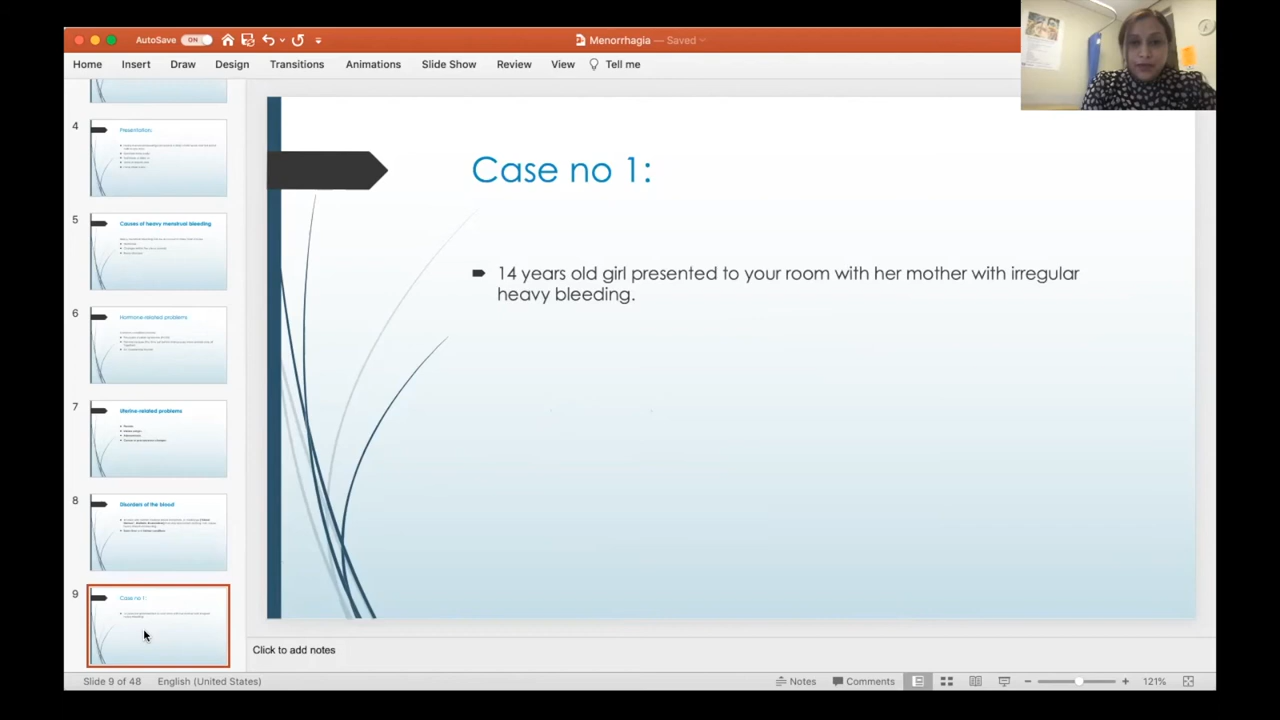 AutoSave ON
Menorrhagia — Saved
Home Insert Draw Design Transitions Animations Slide Show Review View Tell me
4
Presentation:
5
Causes of heavy menstrual bleeding
6
Hormone-related problems
7
Uterine-related problems
8
Disorders of the blood
9
Case no 1:
Case no 1:
14 years old girl presented to your room with her mother with irregular
heavy bleeding.
Click to add notes
Slide 9 of 48 English (United States) Notes Comments 121%